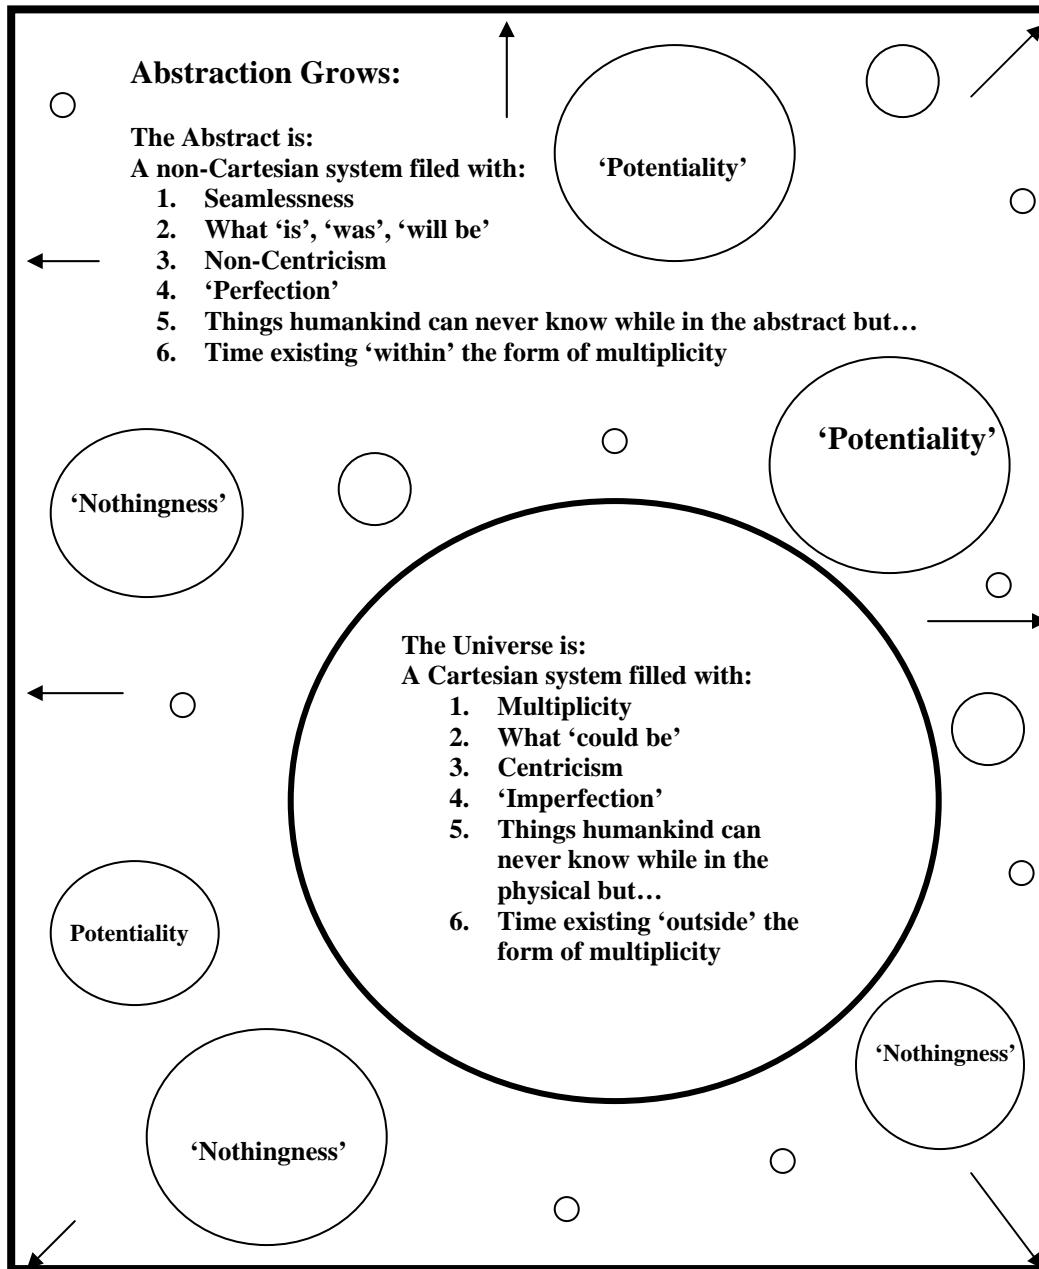 Abstraction Grows:
The Abstract is:
A non-Cartesian system filed with:
1. Seamlessness
2. What ‘is’, ‘was’, ‘will be’
3. Non-Centricism
4. ‘Perfection’
5. Things humankind can never know while in the abstract but…
6. Time existing ‘within’ the form of multiplicity
‘Potentiality’
‘Potentiality’
‘Nothingness’
The Universe is:
A Cartesian system filled with:
1. Multiplicity
2. What ‘could be’
3. Centricism
4. ‘Imperfection’
5. Things humankind can
never know while in the
physical but…
6. Time existing ‘outside’ the
form of multiplicity
Potentiality
‘Nothingness’
‘Nothingness’